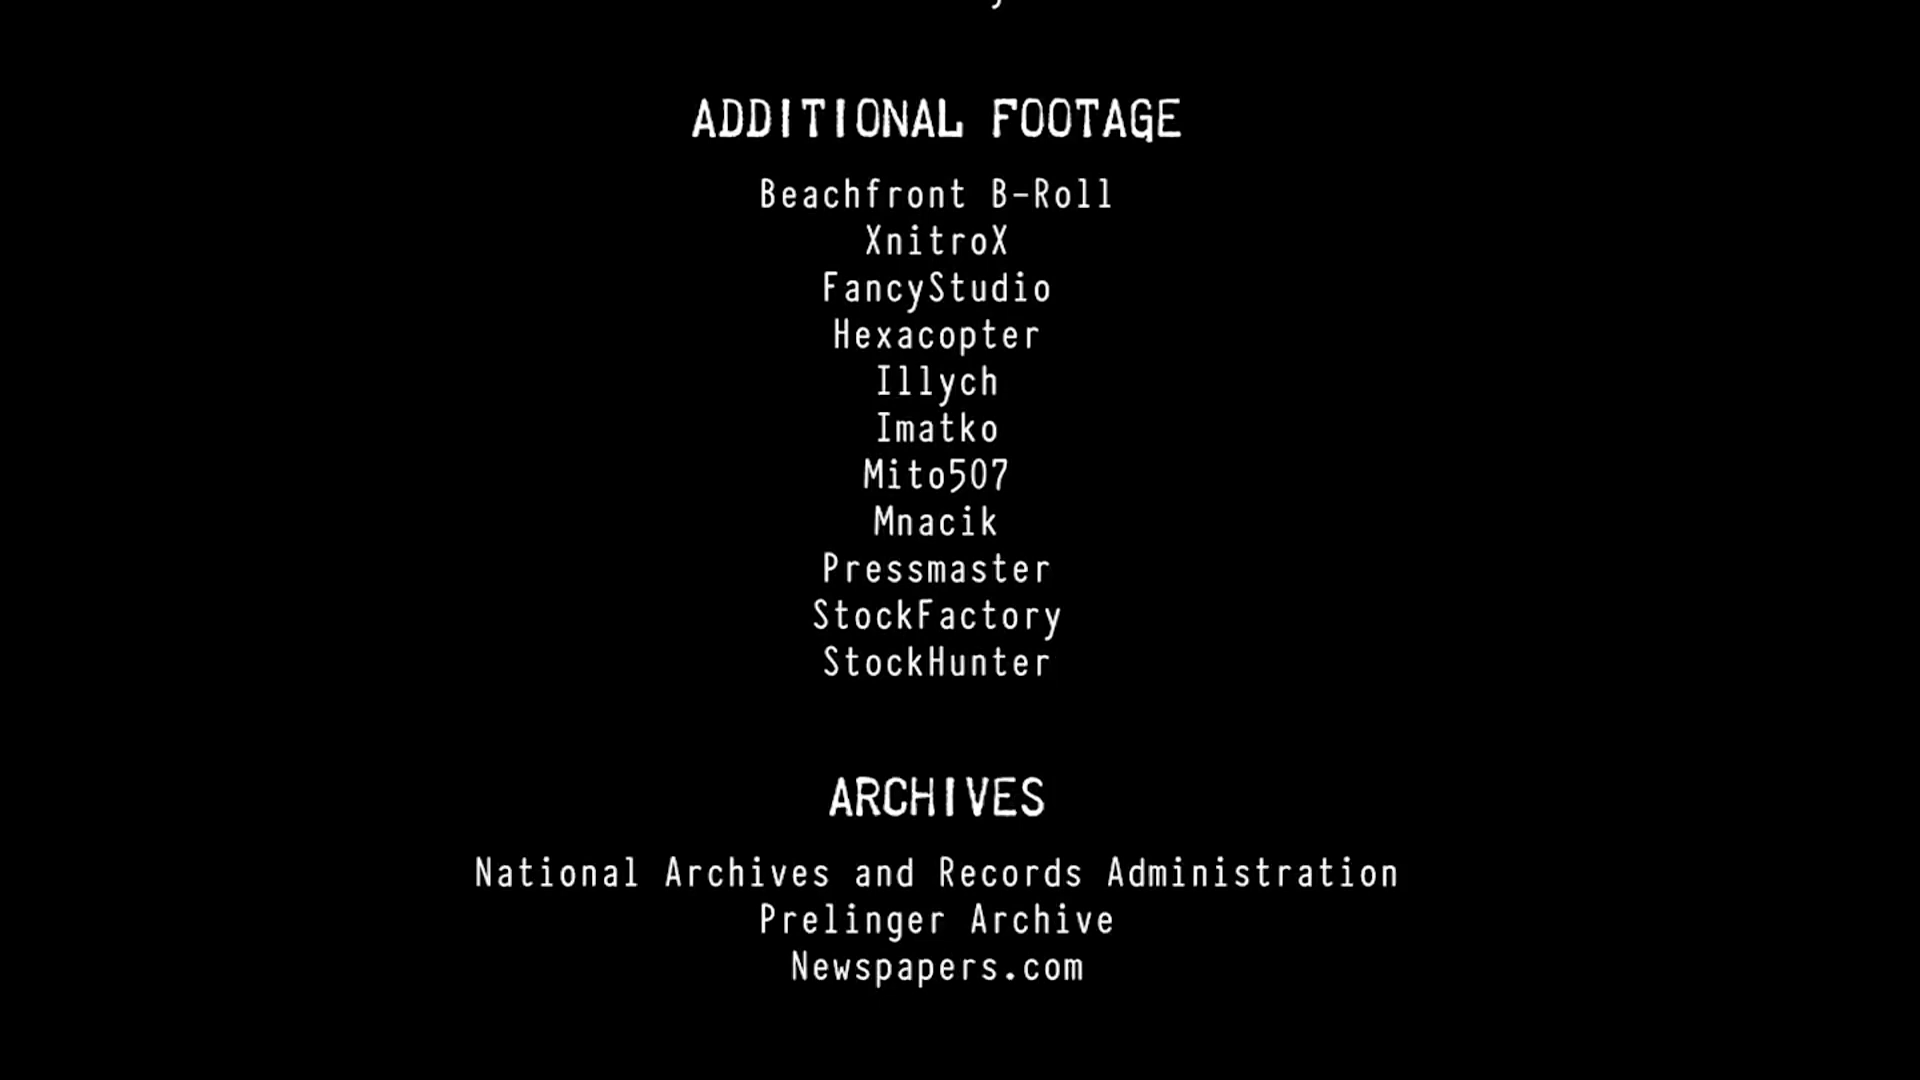 ADDITIONAL FOOTAGE
Beachfront B-Roll
XnitroX
FancyStudio
Hexacopter
Illych
Imatko
Mito507
Mnacik
Pressmaster
StockFactory
StockHunter
ARCHIVES
National Archives and Records Administration
Prelinger Archive
Newspapers.com